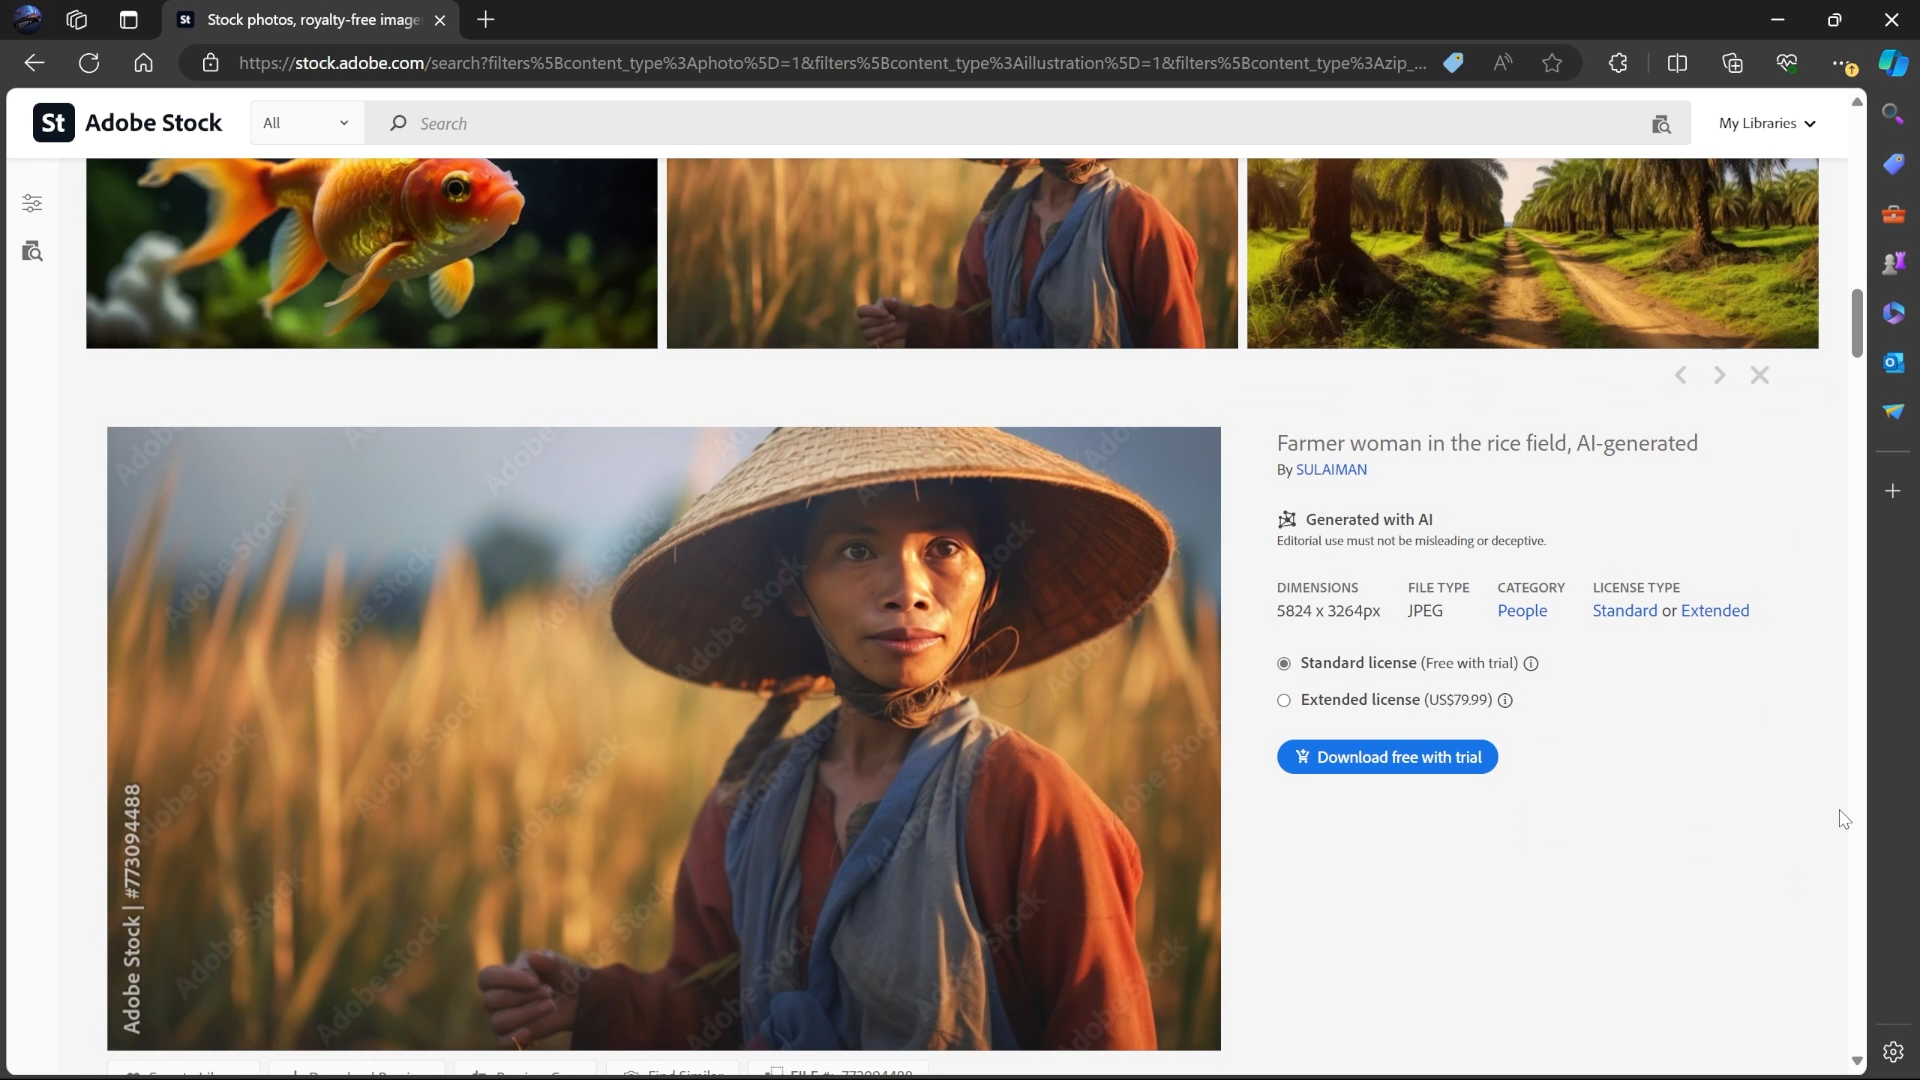 Stock photos, royalty-free image
https://stock.adobe.com/search?filters%5Bcontent_type%3Aphoto%5D=1&filters%5Bcontent_type%3Aillustration%5D=1&filters%5Bcontent_type%3Azip_...
St Adobe Stock
All
Search
My Libraries
Farmer woman in the rice field, AI-generated
By SULAIMAN
Generated with AI
Editorial use must not be misleading or deceptive.
DIMENSIONS FILE TYPE CATEGORY LICENSE TYPE
5824 x 3264px JPEG People Standard or Extended
Standard license (Free with trial)
Extended license (US$79.99)
Download free with trial
Adobe Stock | #773094488
Find Similar
FILE #: 773094488